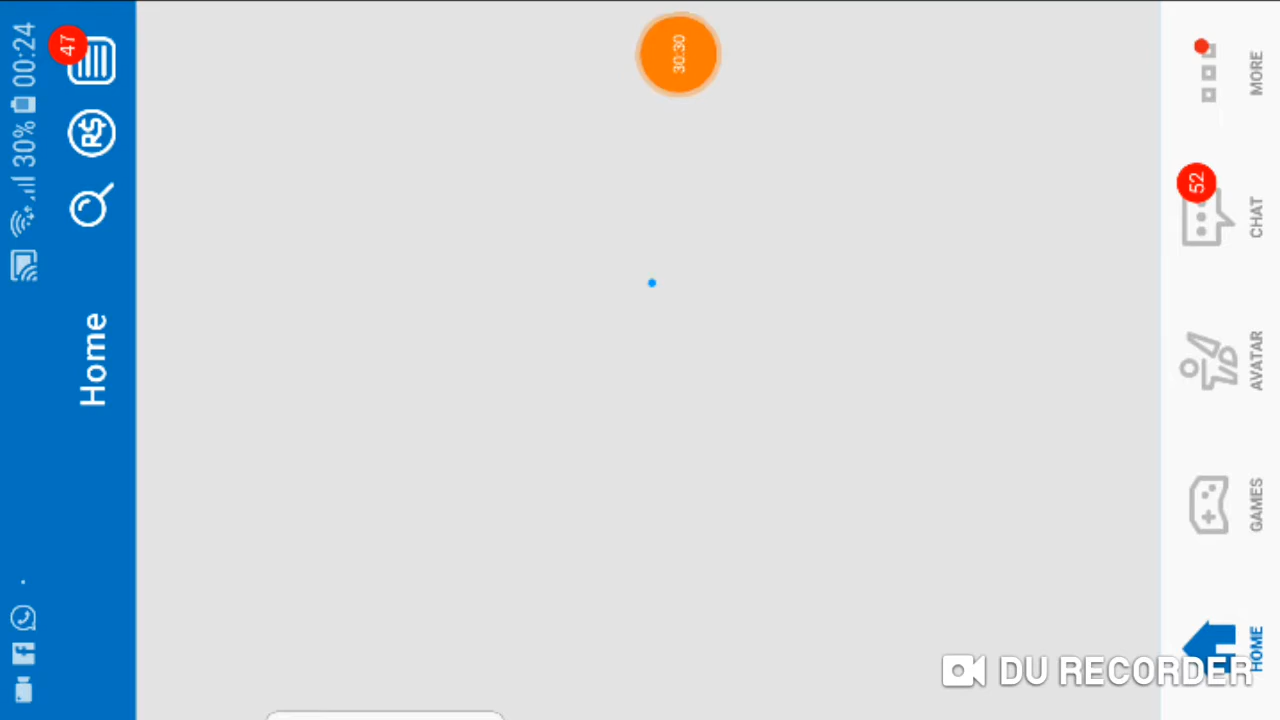 30% 00:24
47
R$
Home
30:30
HOME
GAMES
AVATAR
52
CHAT
MORE
DU RECORDER